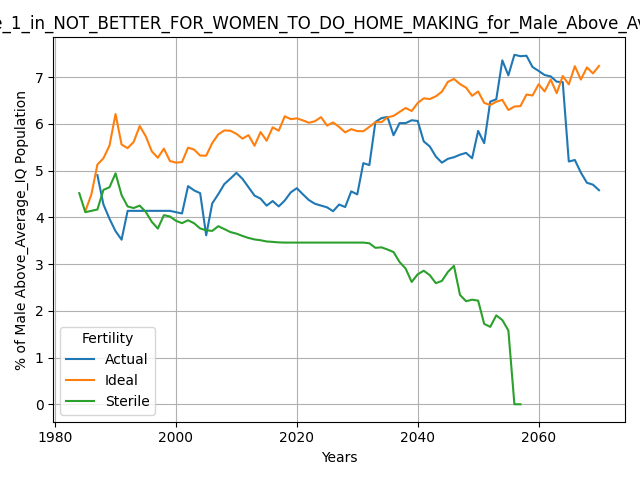 _1_in_NOT_BETTER_FOR_WOMEN_TO_DO_HOME_MAKING_for_Male_Above_Av
% of Male Above_Average_IQ Population
7
6
5
4
3
2
1
0
Fertility
Actual
Ideal
Sterile
1980
2000
2020
2040
2060
Years